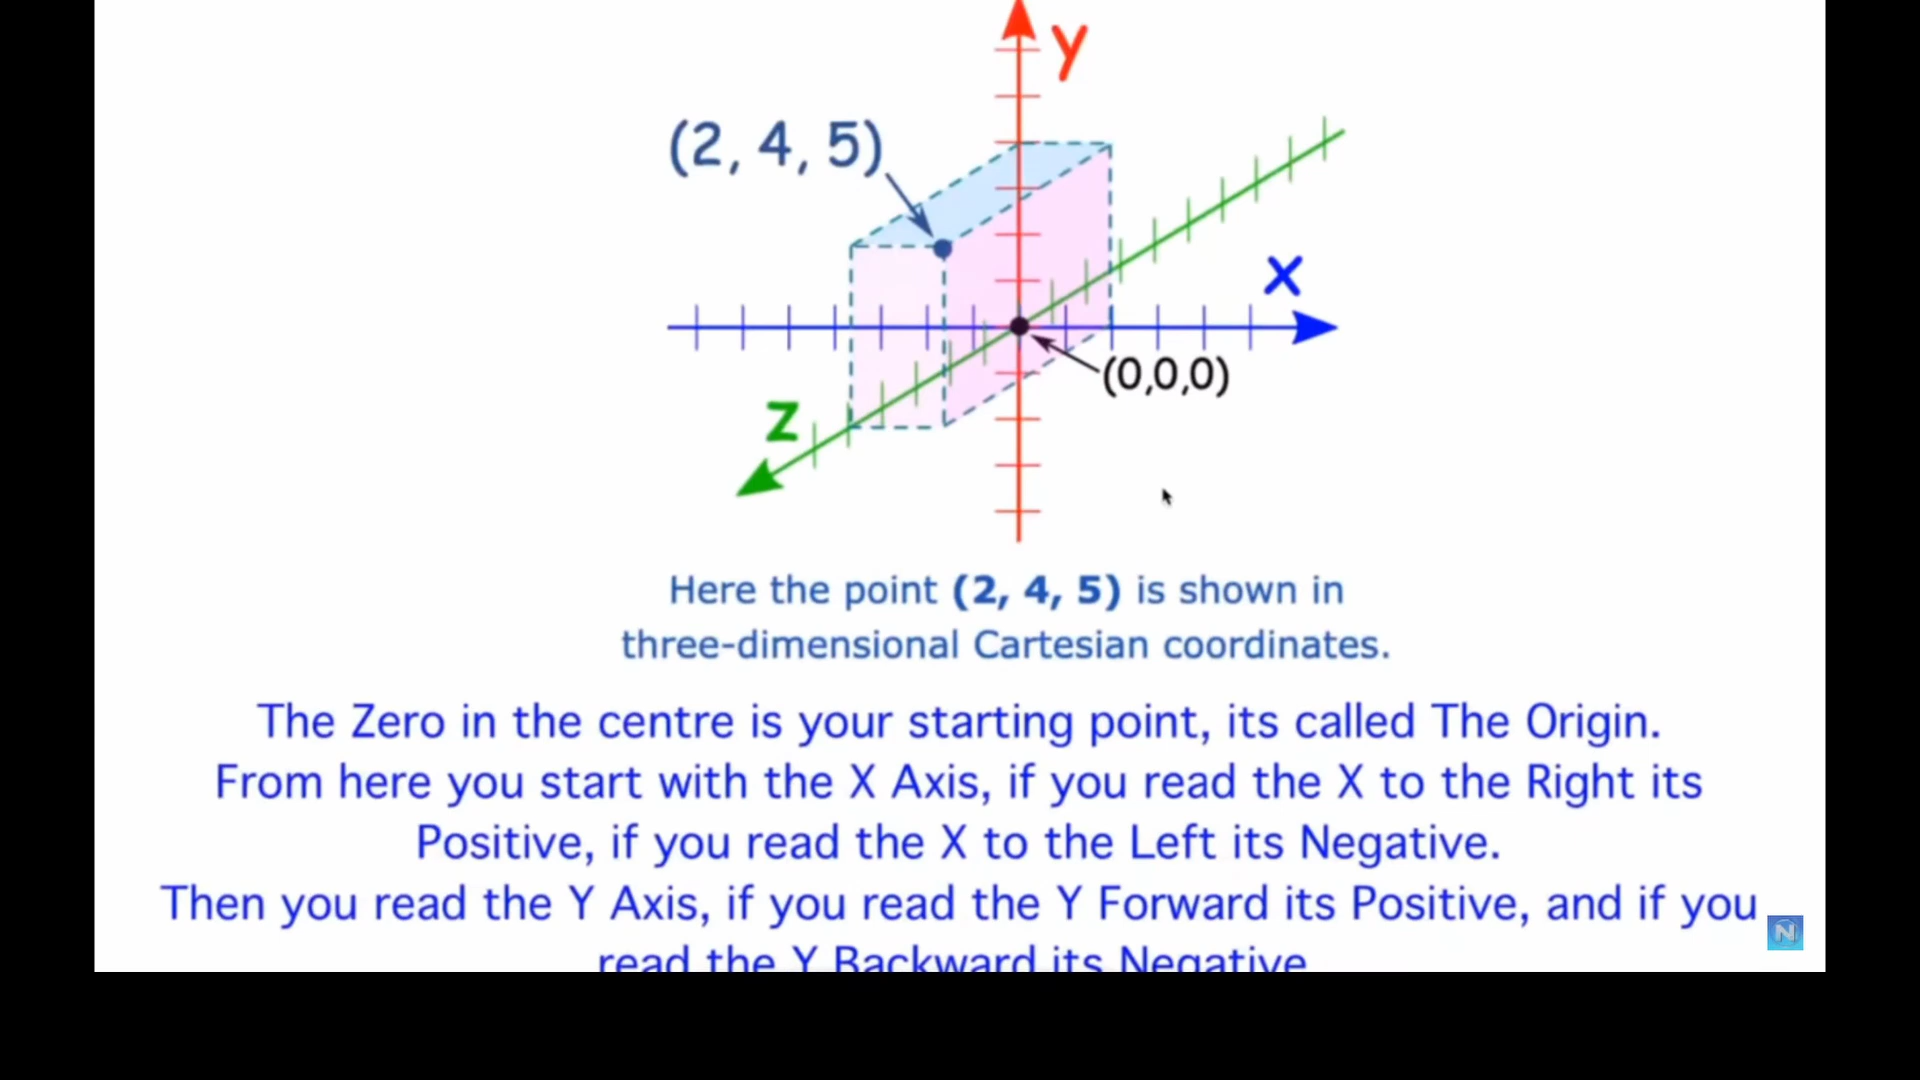 y
(2, 4, 5)
x
(0,0,0)
z
Here the point (2, 4, 5) is shown in
three-dimensional Cartesian coordinates.
The Zero in the centre is your starting point, its called The Origin.
From here you start with the X Axis, if you read the X to the Right its
Positive, if you read the X to the Left its Negative.
Then you read the Y Axis, if you read the Y Forward its Positive, and if you
read the Y Backward its Negative
N